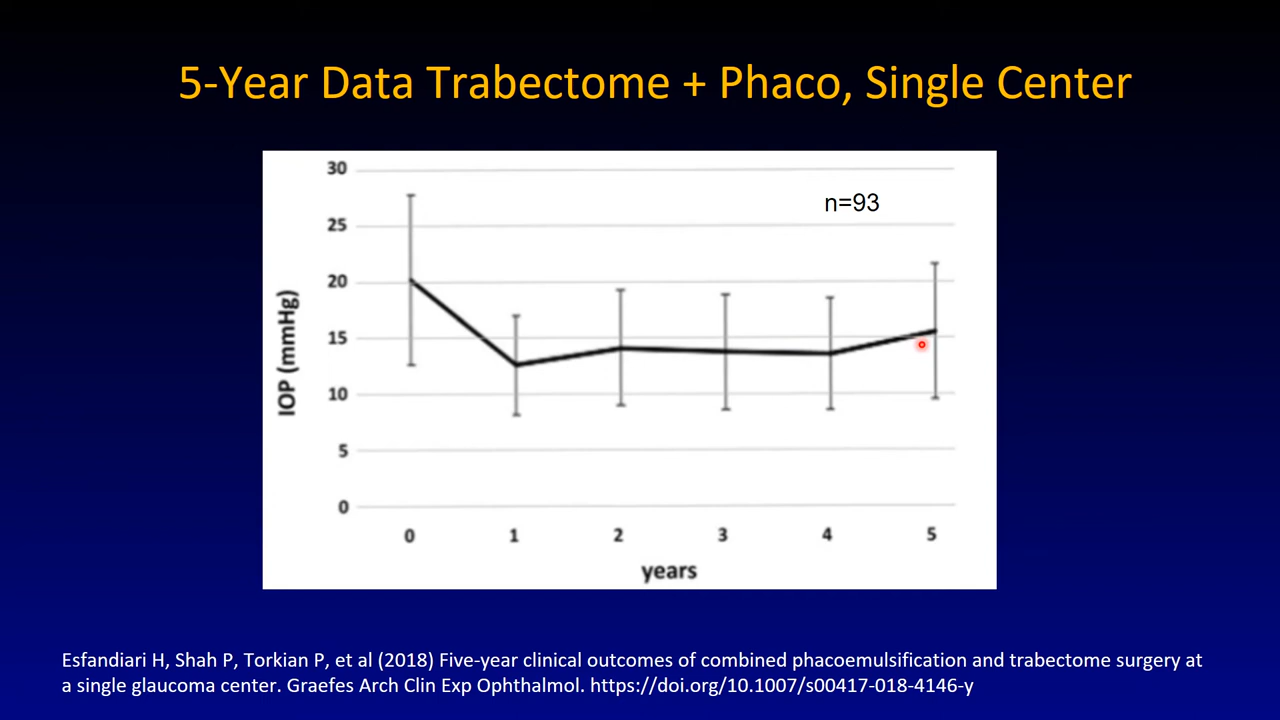 5-Year Data Trabectome + Phaco, Single Center
30
n=93
25
20
15
10
5
0
IOP (mmHg)
0 1 2 3 4 5
years
Esfandiari H, Shah P, Torkian P, et al (2018) Five-year clinical outcomes of combined phacoemulsification and trabectome surgery at
a single glaucoma center. Graefes Arch Clin Exp Ophthalmol. https://doi.org/10.1007/s00417-018-4146-y